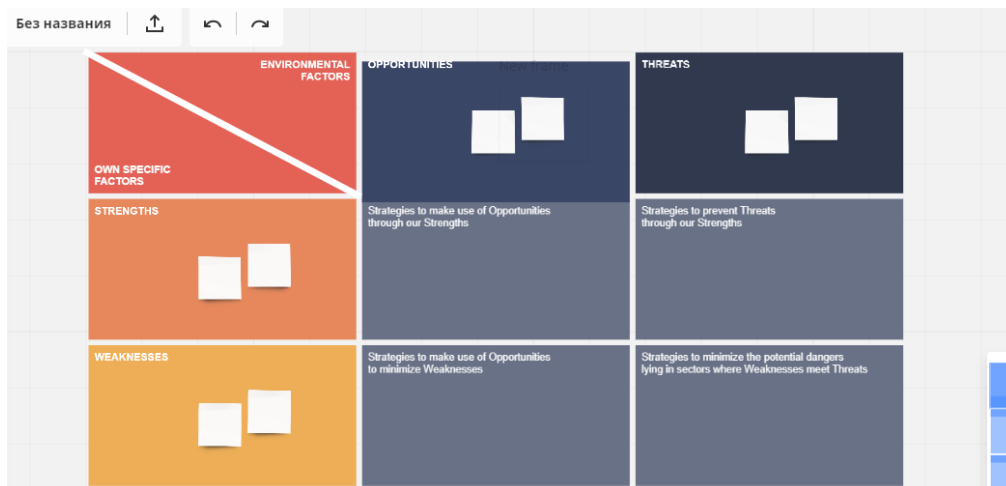 Без названия
ENVIRONMENTAL
FACTORS
OWN SPECIFIC
FACTORS
OPPORTUNITIES
New frame
THREATS
STRENGTHS
Strategies to make use of Opportunities
through our Strengths
Strategies to prevent Threats
through our Strengths
WEAKNESSES
Strategies to make use of Opportunities
to minimize Weaknesses
Strategies to minimize the potential dangers
lying in sectors where Weaknesses meet Threats